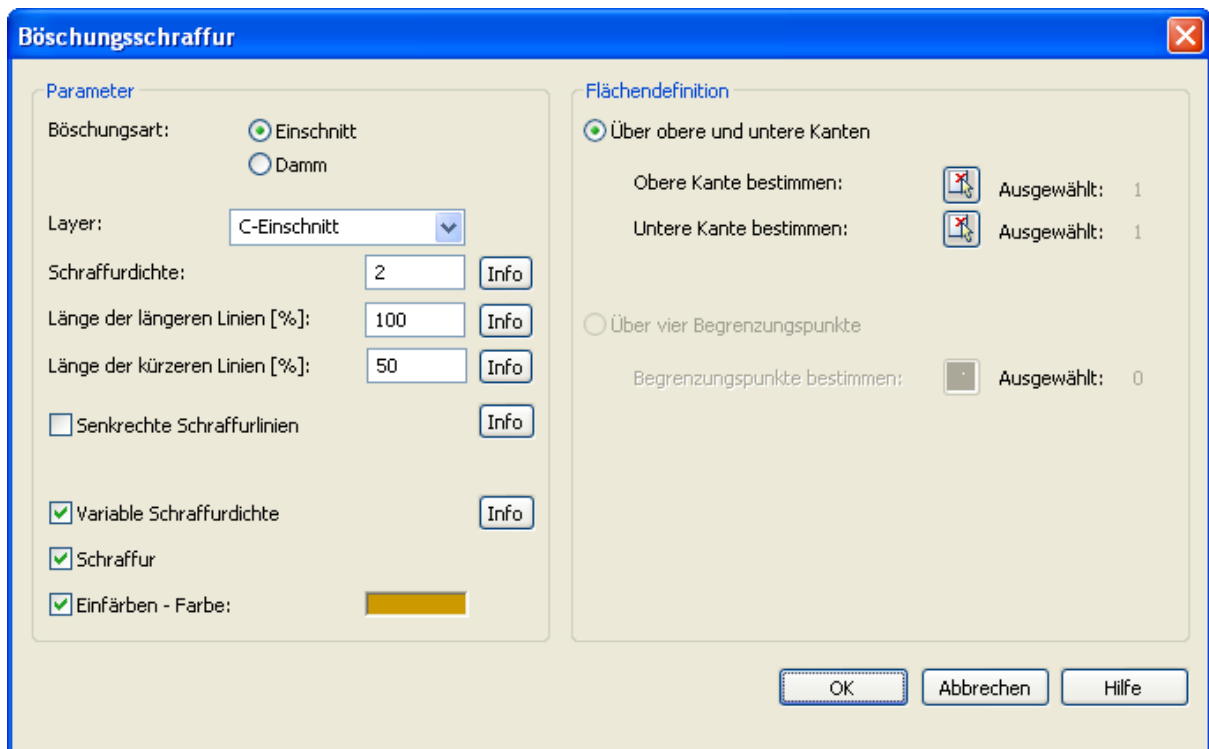 Böschungsschraffur
Parameter
Böschungsart:
Einschnitt
Damm
Layer:
C-Einschnitt
Schraffurdichte:
2
Info
Länge der längeren Linien [%]:
100
Info
Länge der kürzeren Linien [%]:
50
Info
Senkrechte Schraffurlinien
Info
Variable Schraffurdichte
Info
Schraffur
Einfärben - Farbe:
Flächendefinition
Über obere und untere Kanten
Obere Kante bestimmen:
Ausgewählt:
1
Untere Kante bestimmen:
Ausgewählt:
1
Über vier Begrenzungspunkte
Begrenzungspunkte bestimmen:
Ausgewählt:
0
OK
Abbrechen
Hilfe